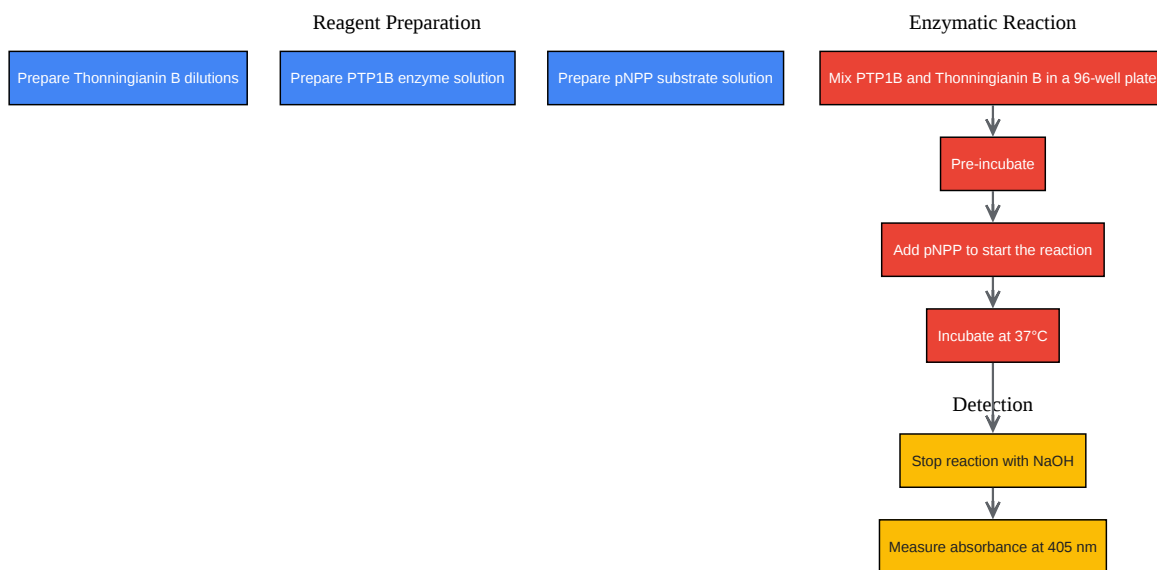 Reagent Preparation
Enzymatic Reaction
Prepare Thonningianin B dilutions
Prepare PTP1B enzyme solution
Prepare pNPP substrate solution
Mix PTP1B and Thonningianin B in a 96-well plate
Pre-incubate
Add pNPP to start the reaction
Incubate at 37°C
Detection
Stop reaction with NaOH
Measure absorbance at 405 nm